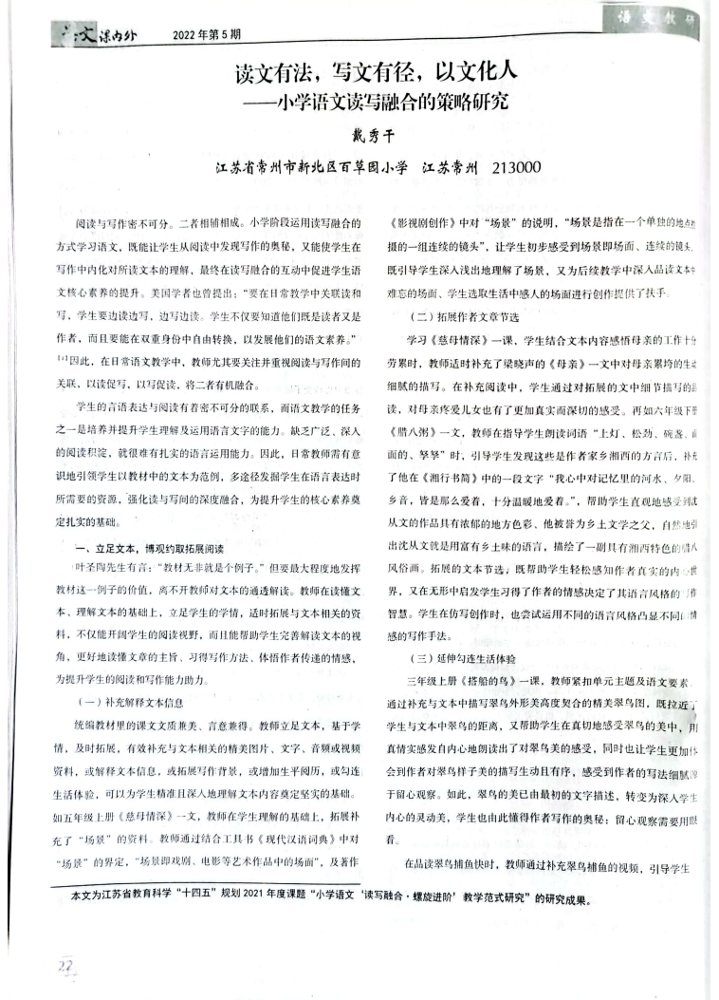 文课内外
2022年第5期
语文教研
读文有法，写文有径，以文化人
——小学语文读写融合的策略研究
戴秀干
江苏省常州市新北区百草园小学 江苏常州 213000
阅读与写作密不可分。二者相辅相成。小学阶段运用读写融合的
方式学习语文，既能让学生从阅读中发现写作的奥秘，又能使学生在
写作中内化对所读文本的理解，最终在读写融合的互动中促进学生语
文核心素养的提升。美国学者也曾提出：“要在日常教学中关联读和
写，学生要边读边写，边写边读。学生不仅要知道他们既是读者又是
作者，而且要能在双重身份中自由转换，以发展他们的语文素养。”
[1]因此，在日常语文教学中，教师尤其要关注并重视阅读与写作间的
关联，以读促写，以写促读，将二者有机融合。
学生的言语表达与阅读有着密不可分的联系，而语文教学的任务
之一是培养并提升学生理解及运用语言文字的能力。缺乏广泛、深入
的阅读积淀，就很难有扎实的语言运用能力。因此，日常教师需有意
识地引领学生以教材中的文本为范例，多途径发掘学生在语言表达时
所需要的资源，强化读与写间的深度融合，为提升学生的核心素养奠
定扎实的基础。
一、立足文本，博观约取拓展阅读
叶圣陶先生有言：“教材无非就是个例子。”但要最大程度地发挥
教材这一例子的价值，离不开教师对文本的通透解读。教师在读懂文
本、理解文本的基础上，立足学生的学情，适时拓展与文本相关的资
料，不仅能开阔学生的阅读视野，而且能帮助学生完善解读文本的视
角，更好地读懂文章的主旨、习得写作方法、体悟作者传递的情感，
为提升学生的阅读和写作能力助力。
（一）补充解释文本信息
统编教材里的课文文质兼美、言意兼得。教师立足文本，基于学
情，及时拓展，有效补充与文本相关的精美图片、文字、音频或视频
资料，或解释文本信息，或拓展写作背景，或增加生平阅历，或勾连
生活体验，可以为学生精准且深入地理解文本内容奠定坚实的基础。
如五年级上册《慈母情深》一文，教师在学生理解的基础上，拓展补
充了“场景”的资料。教师通过结合工具书《现代汉语词典》中对
“场景”的界定，“场景即戏剧、电影等艺术作品中的场面”，及著作
《影视剧创作》中对“场景”的说明，“场景是指在一个单独的地点拍
摄的一组连续的镜头”，让学生初步感受到场景即场面、连续的镜头，
既引导学生深入浅出地理解了场景，又为后续教学中深入品读文本中
难忘的场面、学生选取生活中感人的场面进行创作提供了扶手。
（二）拓展作者文章节选
学习《慈母情深》一课，学生结合文本内容感悟母亲的工作十分
劳累时，教师适时补充了梁晓声的《母亲》一文中对母亲累垮的生动
细腻的描写。在补充阅读中，学生通过对拓展的文中细节描写的品
读，对母亲疼爱儿女也有了更加真实而深切的感受。再如六年级下册
《腊八粥》一文，教师在指导学生朗读词语“上灯、松劲、碗盏、
面的、孥孥”时，引导学生发现这些是作者家乡湘西的方言后，补充
了他在《湘行书简》中的一段文字“我心中对记忆里的河水、夕阳、
乡音，皆是那么爱着，十分温暖地爱着。”，帮助学生直观地感受到沈
从文的作品具有浓郁的地方色彩、他被誉为乡土文学之父，自然地引
出沈从文就是用富有乡土味的语言，描绘了一副具有湘西特色的腊八
风俗画。拓展的文本节选，既帮助学生轻松感知作者真实的内心世
界，又在无形中启发学生习得了作者的情感决定了其语言风格的写作
智慧。学生在仿写创作时，也尝试运用不同的语言风格凸显不同的情
感的写作手法。
（三）延伸勾连生活体验
三年级上册《搭船的鸟》一课，教师紧扣单元主题及语文要素，
通过补充与文本中描写翠鸟外形美高度契合的精美翠鸟图，既拉近了
学生与文本中翠鸟的距离，又帮助学生在真切地感受翠鸟的美中，用
真情实感发自内心地朗读出了对翠鸟美的感受，同时也让学生更加体
会到作者对翠鸟样子美的描写生动且有序，感受到作者的写法细腻源
于留心观察。如此，翠鸟的美已由最初的文字描述，转变为深入学生
内心的灵动美，学生也由此懂得作者写作的奥秘：留心观察需要用眼
看。
在品读翠鸟捕鱼快时，教师通过补充翠鸟捕鱼的视频，引导学生
本文为江苏省教育科学“十四五”规划2021年度课题“小学语文‘读写融合·螺旋进阶’教学范式研究”的研究成果。
22